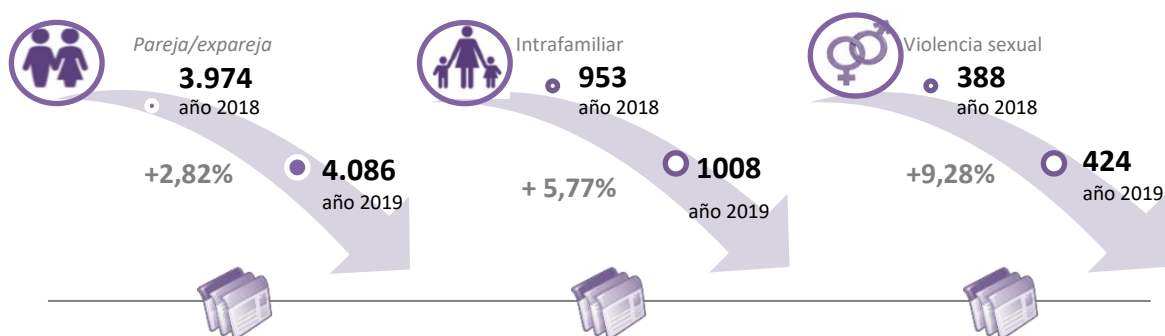 Pareja/expareja
3.974
año 2018
+2,82%
4.086
año 2019
Intrafamiliar
953
año 2018
+ 5,77%
1008
año 2019
Violencia sexual
388
año 2018
+9,28%
424
año 2019